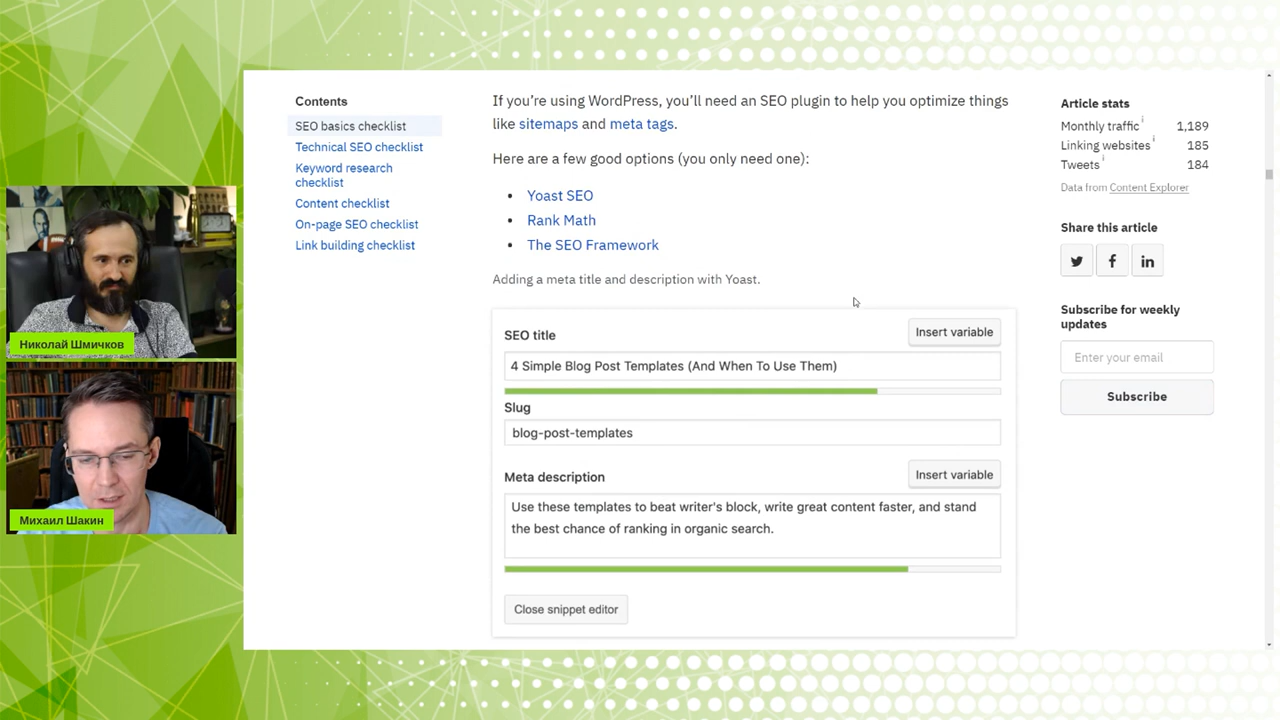 Contents
SEO basics checklist
Technical SEO checklist
Keyword research
checklist
Content checklist
On-page SEO checklist
Link building checklist
If you’re using WordPress, you’ll need an SEO plugin to help you optimize things
like sitemaps and meta tags.
Here are a few good options (you only need one):
• Yoast SEO
• Rank Math
• The SEO Framework
Adding a meta title and description with Yoast.
SEO title
Insert variable
4 Simple Blog Post Templates (And When To Use Them)
Slug
blog-post-templates
Meta description
Insert variable
Use these templates to beat writer's block, write great content faster, and stand
the best chance of ranking in organic search.
Close snippet editor
Article stats
Monthly traffic i 1,189
Linking websites i 185
Tweets i 184
Data from Content Explorer
Share this article
Subscribe for weekly
updates
Enter your email
Subscribe
Николай Шмичков
Михаил Шакин